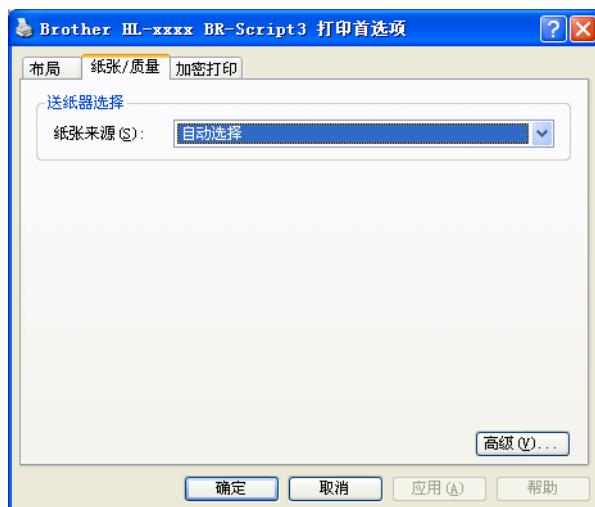 Brother HL-xxxx BR-Script3 打印首选项
布局 纸张/质量 加密打印
送纸器选择
纸张来源(S): 自动选择
高级(V)...
确定 取消 应用(A) 帮助